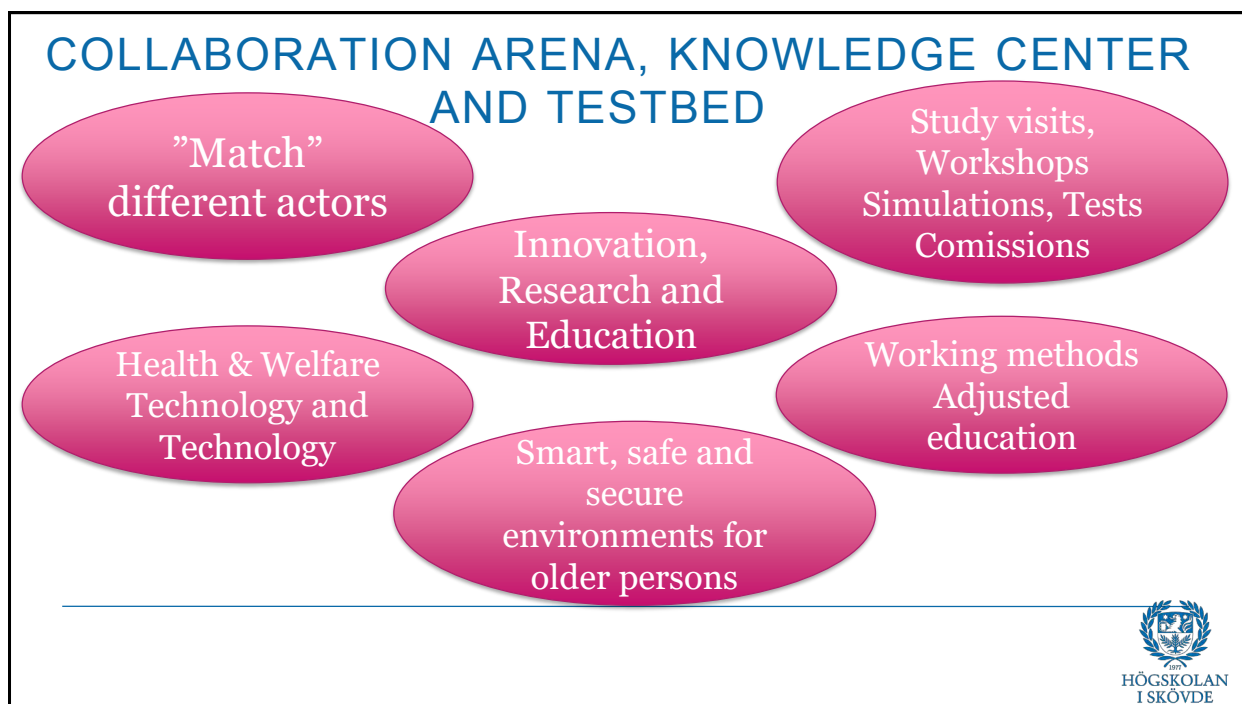 COLLABORATION ARENA, KNOWLEDGE CENTER
AND TESTBED
”Match”
different actors
Study visits,
Workshops
Simulations, Tests
Comissions
Innovation,
Research and
Education
Health & Welfare
Technology and
Technology
Working methods
Adjusted
education
Smart, safe and
secure
environments for
older persons
1977
HÖGSKOLAN
I SKÖVDE